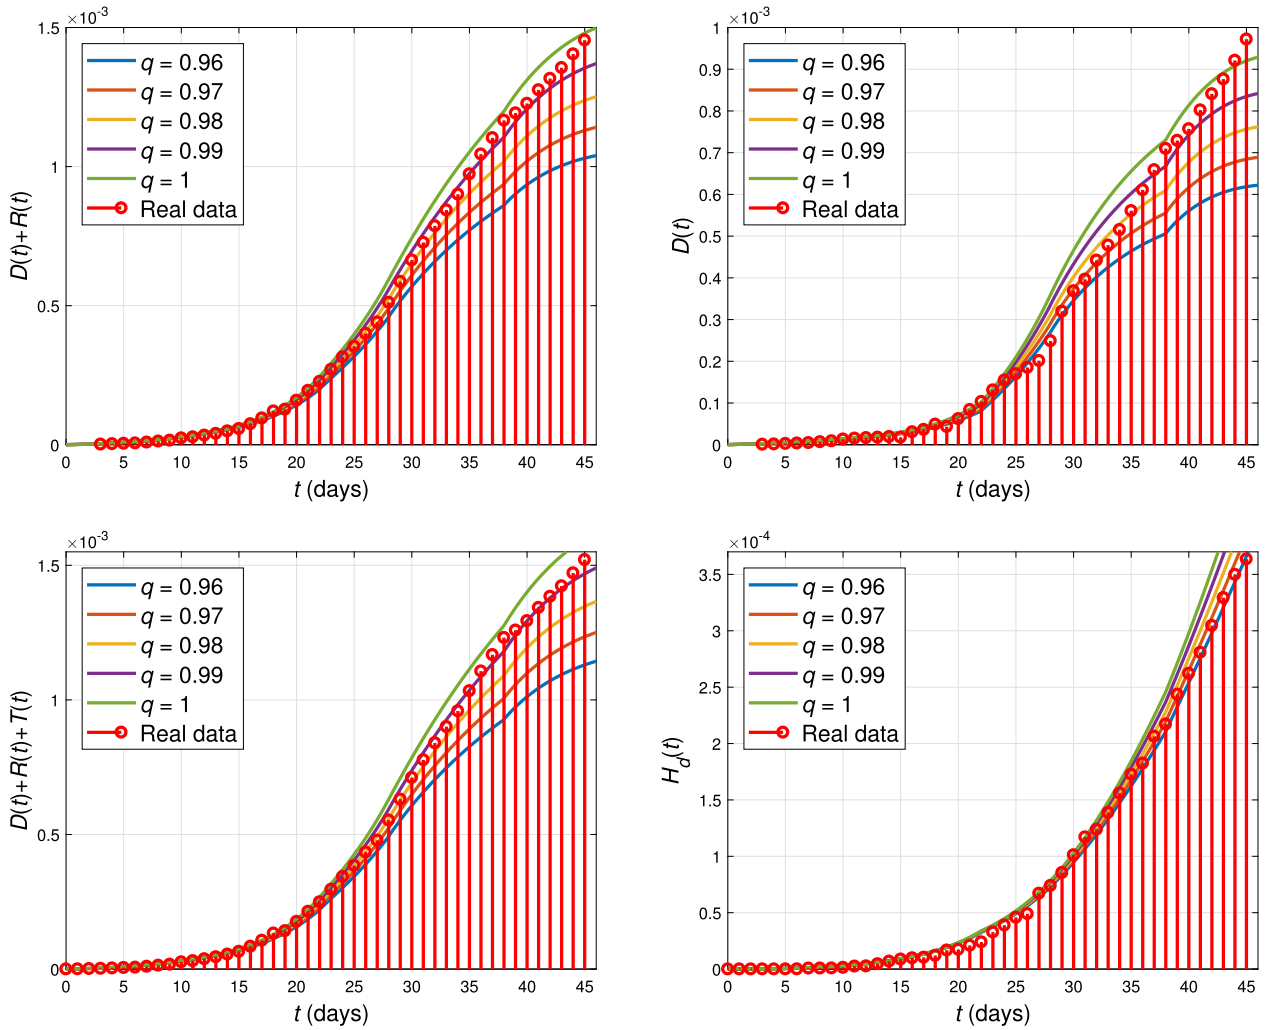 ×10-3
1.5
1
0.5
0
D(t)+R(t)
q = 0.96
q = 0.97
q = 0.98
q = 0.99
q = 1
Real data
0 5 10 15 20 25 30 35 40 45
t (days)
×10-3
1
0.9
0.8
0.7
0.6
0.5
0.4
0.3
0.2
0.1
0
D(t)
q = 0.96
q = 0.97
q = 0.98
q = 0.99
q = 1
Real data
0 5 10 15 20 25 30 35 40 45
t (days)
×10-3
1.5
1
0.5
0
D(t)+R(t)+T(t)
q = 0.96
q = 0.97
q = 0.98
q = 0.99
q = 1
Real data
0 5 10 15 20 25 30 35 40 45
t (days)
×10-4
3.5
3
2.5
2
1.5
1
0.5
0
Hd(t)
q = 0.96
q = 0.97
q = 0.98
q = 0.99
q = 1
Real data
0 5 10 15 20 25 30 35 40 45
t (days)